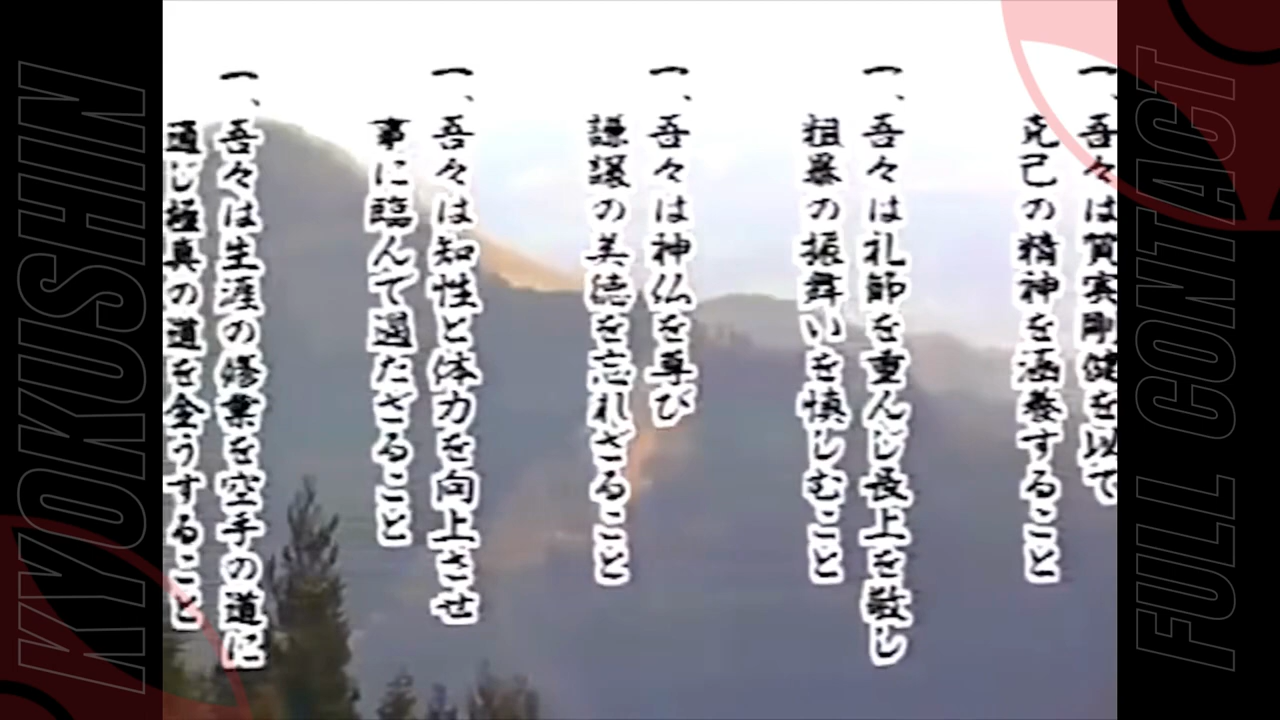 一、吾々は質実剛健を以て
克己の精神を涵養すること
一、吾々は礼節を重んじ長上を敬し
粗暴の振舞いを慎しむこと
一、吾々は神仏を尊び
謙譲の美徳を忘れざること
一、吾々は知性と体力を向上させ
事に臨んで過たざること
一、吾々は生涯の修業を空手の道に
通じ極真の道を全うすること
KYOKUSHIN
FULL CONTACT